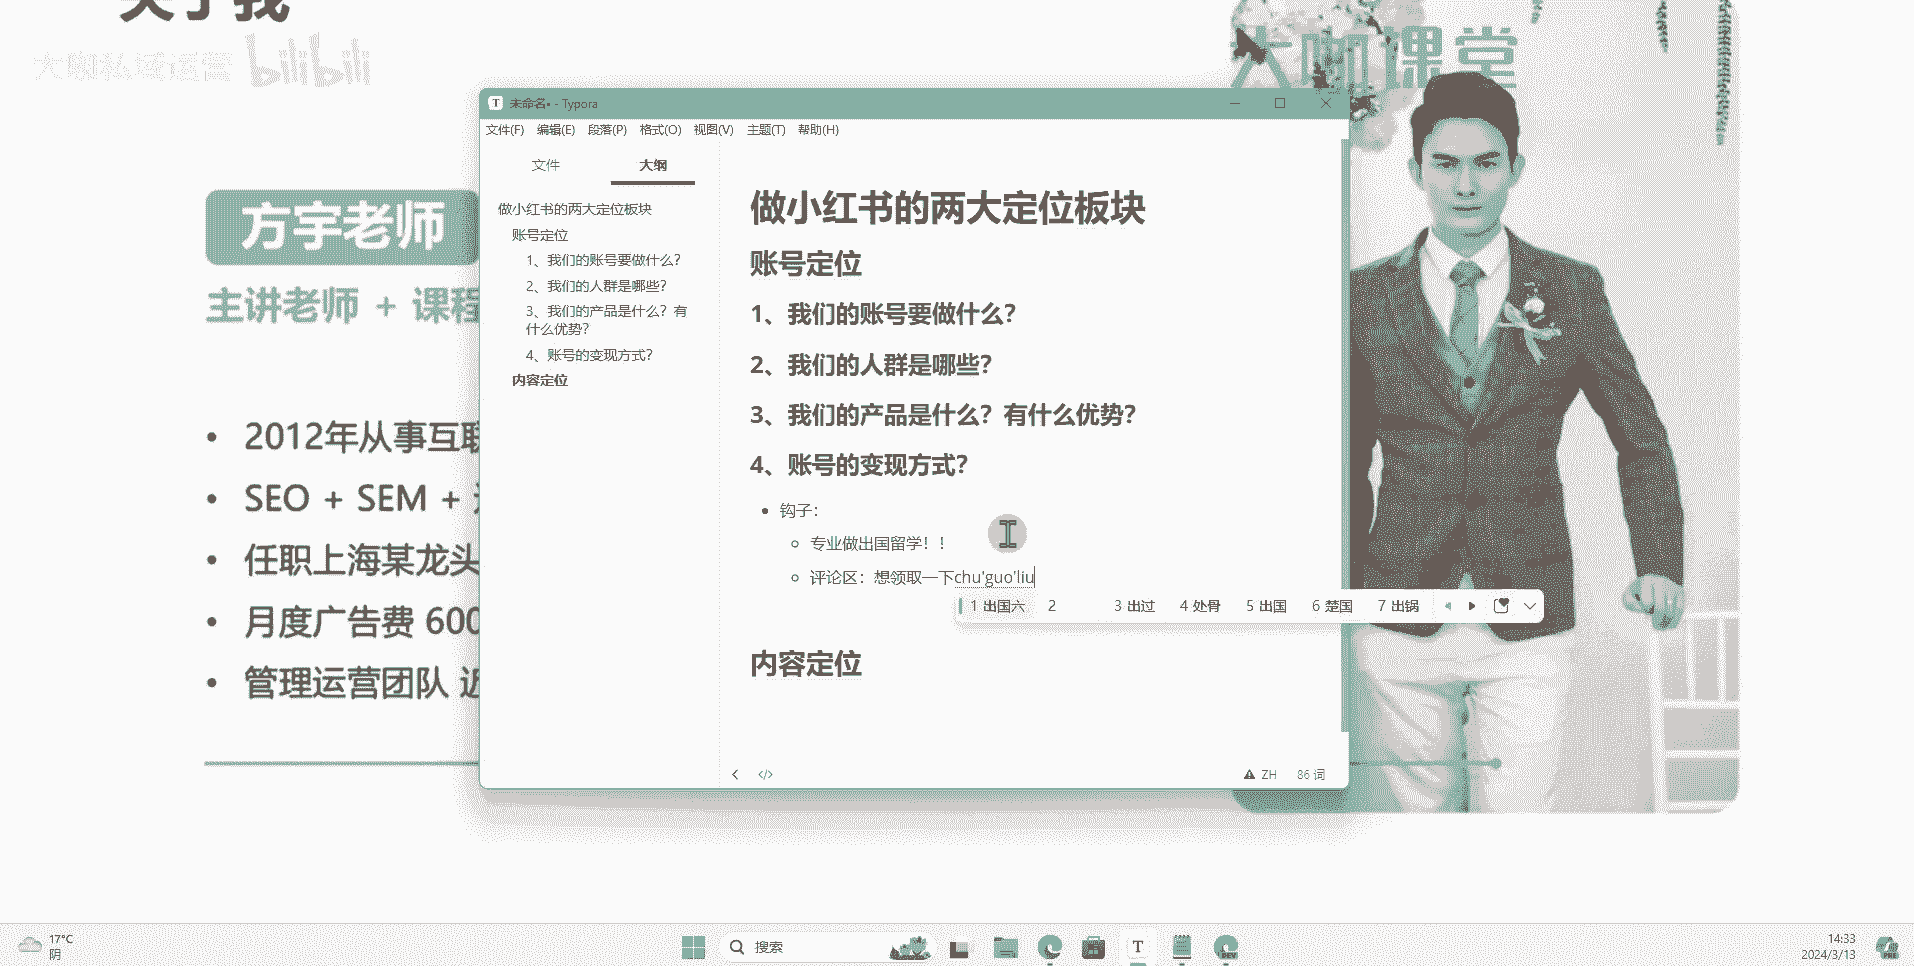 关于我
大咖私域运营 bilibili
大咖课堂
方宇老师
主讲老师 + 课程
2012年从事互联
SEO + SEM +
任职上海某龙头
月度广告费 600
管理运营团队 近
未命名• - Typora
文件(F) 编辑(E) 段落(P) 格式(O) 视图(V) 主题(T) 帮助(H)
文件 大纲
做小红书的两大定位板块
账号定位
1、我们的账号要做什么？
2、我们的人群是哪些？
3、我们的产品是什么？有
什么优势？
4、账号的变现方式？
内容定位
做小红书的两大定位板块
账号定位
1、我们的账号要做什么？
2、我们的人群是哪些？
3、我们的产品是什么？有什么优势？
4、账号的变现方式？
钩子：
专业做出国留学！！
评论区：想领取一下chu'guo'liu
1 出国六 2 3 出过 4 处骨 5 出国 6 楚国 7 出锅
内容定位
ZH 86 词
17°C
阴
搜索
T
DEV
14:33
2024/3/13
PRE